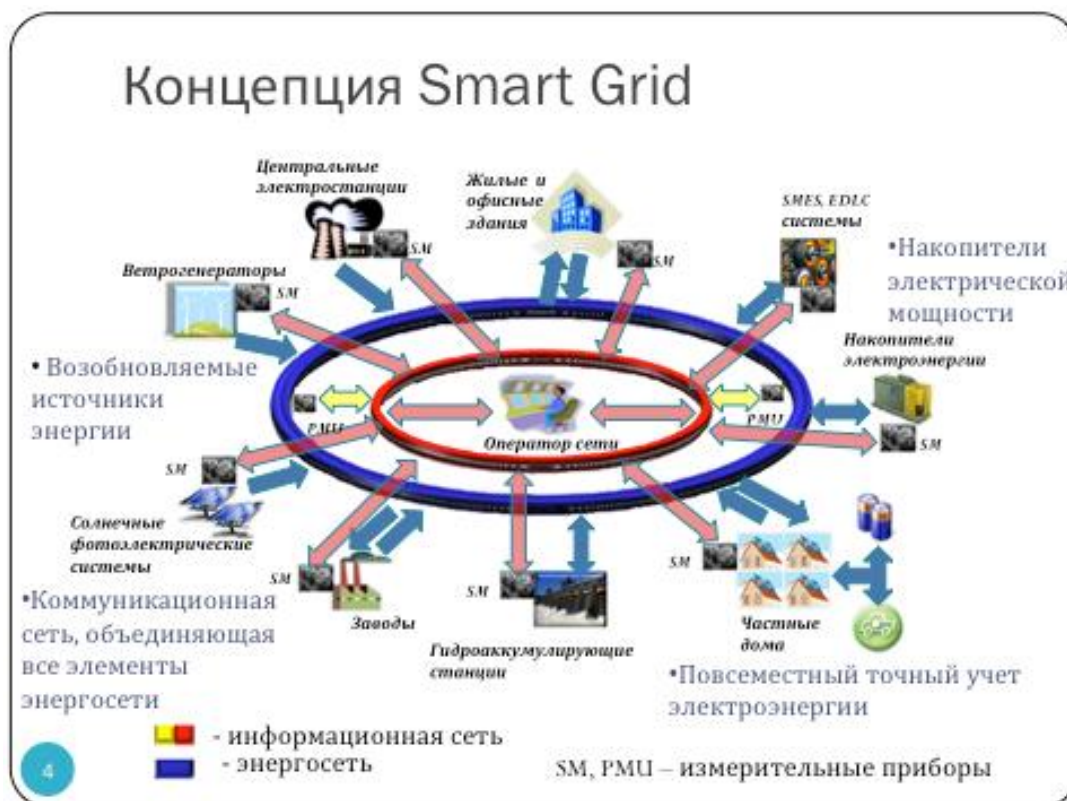 Концепция Smart Grid
Центральные
электростанции
SM
Жилые и
офисные
здания
SM
SMES, EDLC
системы
•Накопители
электрической
мощности
Ветрогенераторы
SM
Накопители
электроэнергии
SM
• Возобновляемые
источники
энергии
PMU
Оператор сети
PMU
SM
Солнечные
фотоэлектрические
системы
SM
Заводы
SM
Гидроаккумулирующие
станции
SM
Частные
дома
•Коммуникационная
сеть, объединяющая
все элементы
энергосети
•Повсеместный точный учет
электроэнергии
- информационная сеть
- энергосеть
SM, PMU – измерительные приборы
4